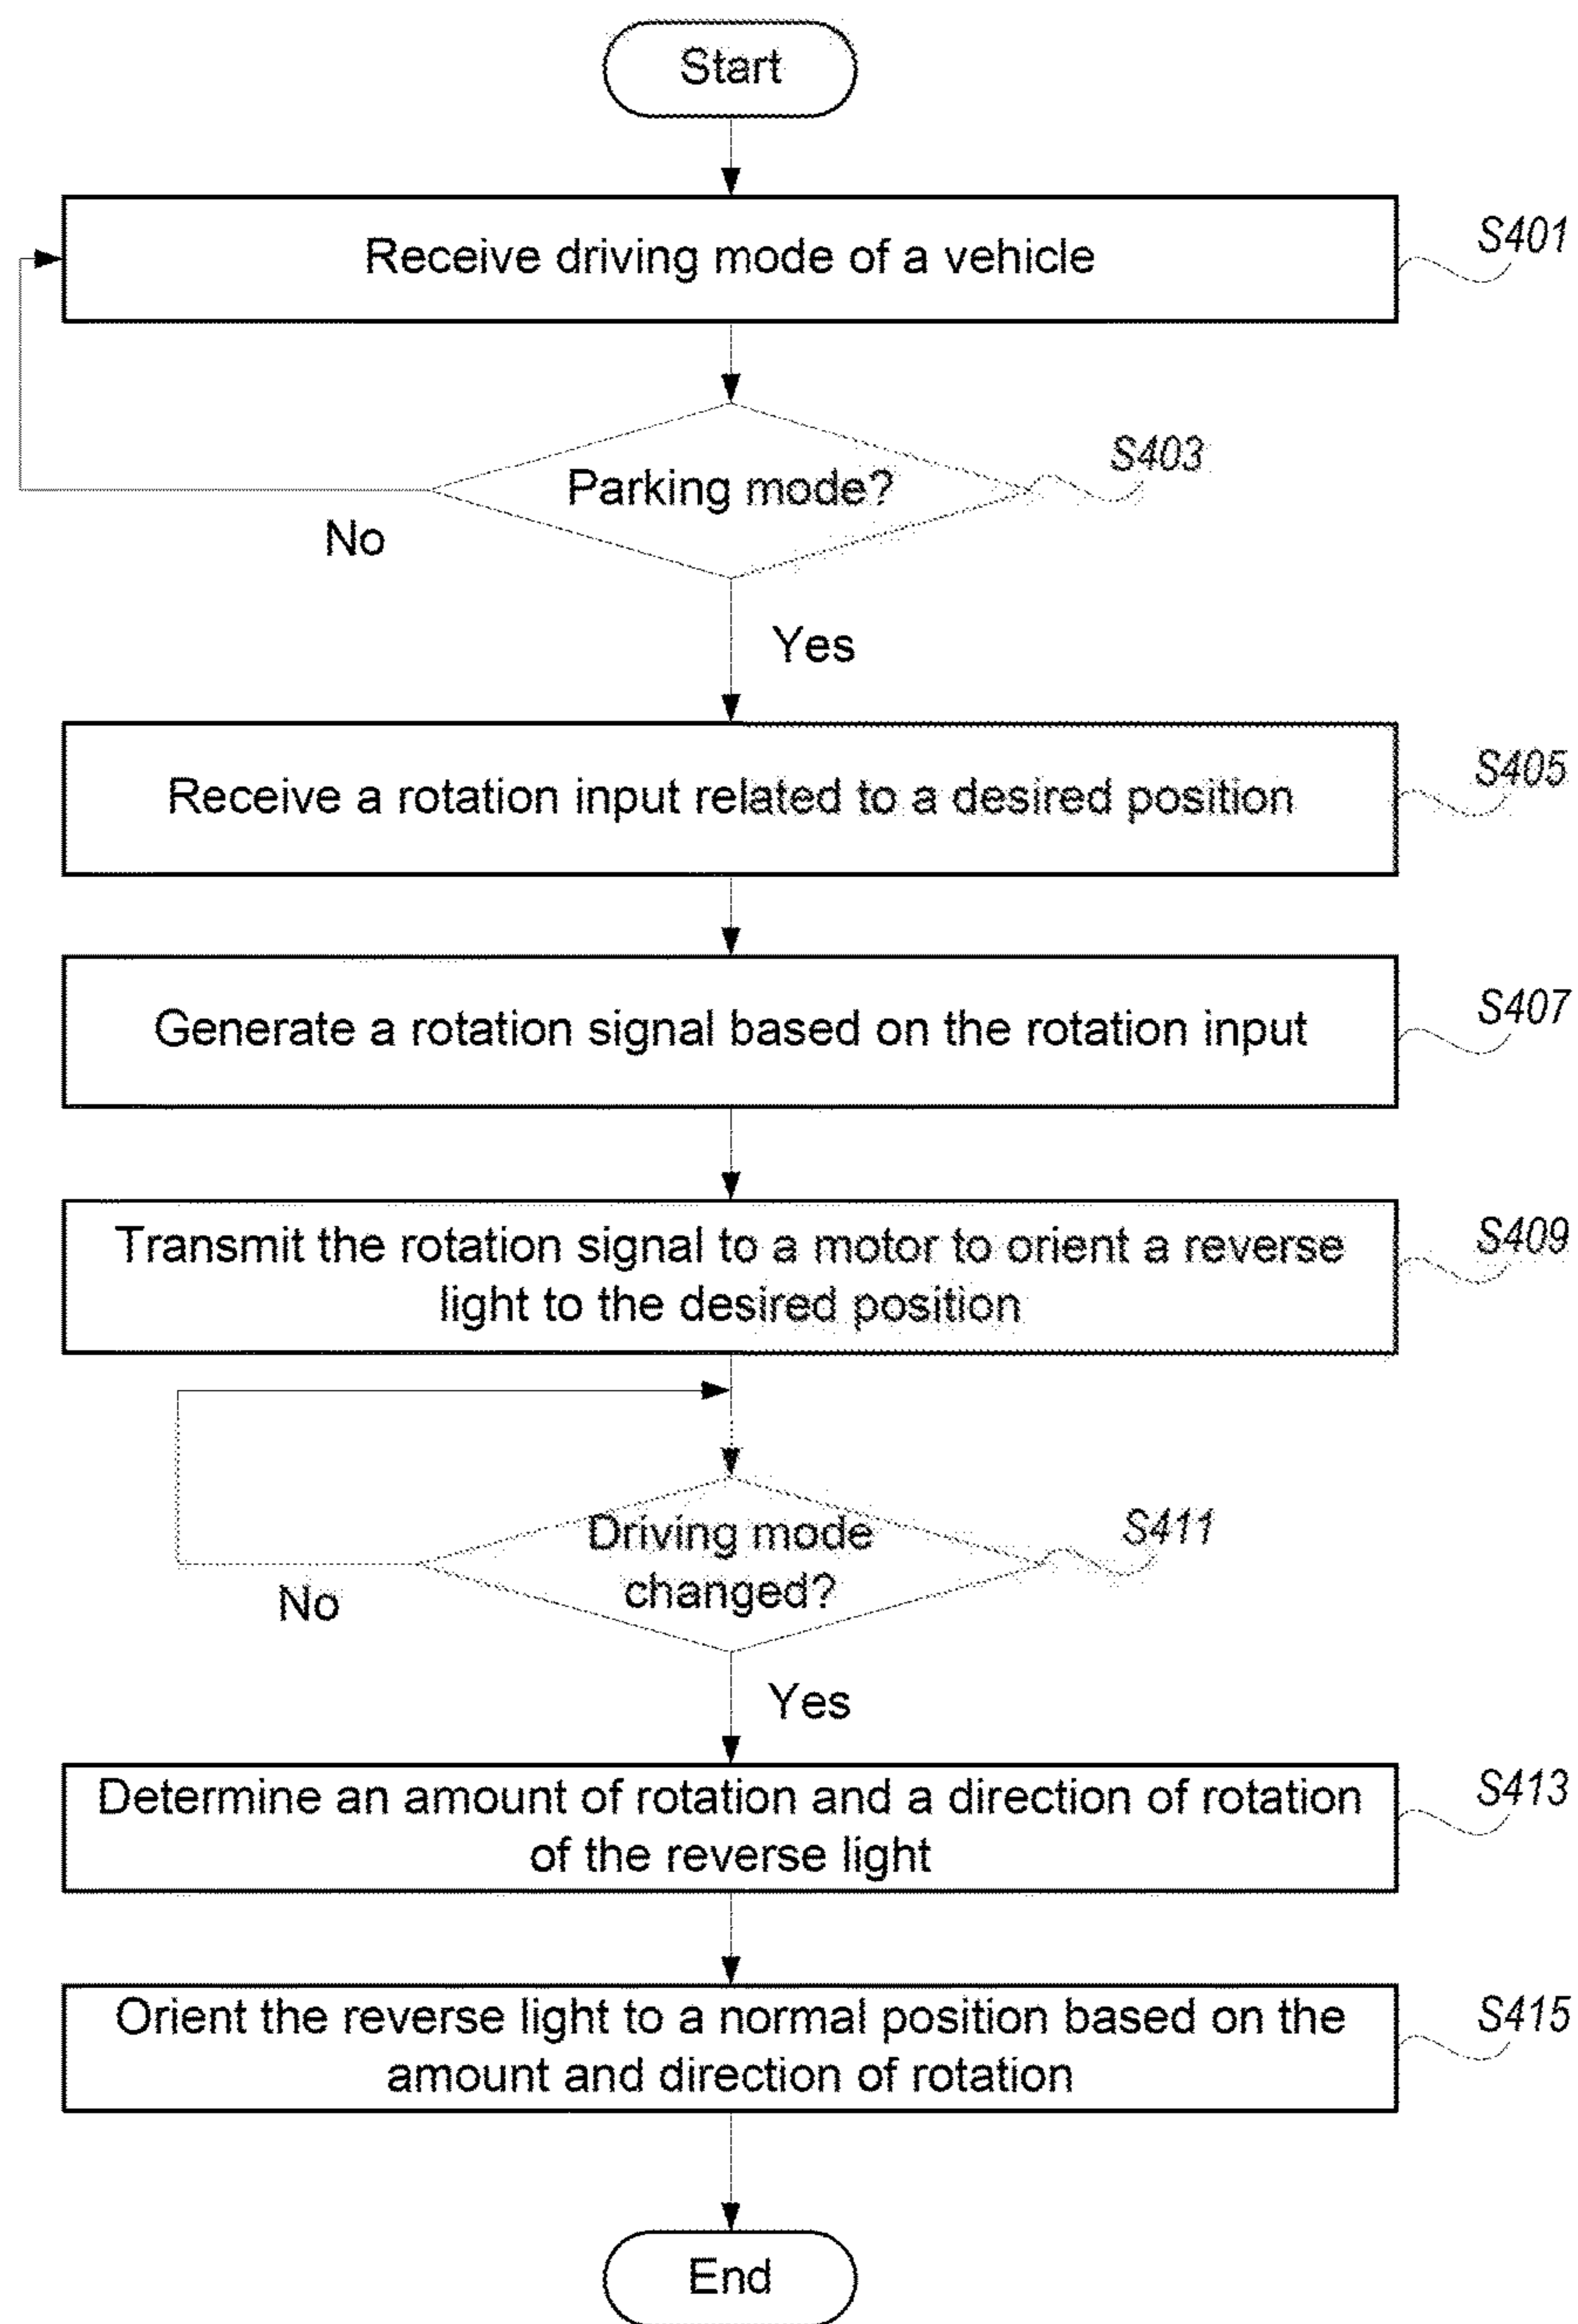 Start
Receive driving mode of a vehicle
S401
Parking mode?
S403
No
Yes
Receive a rotation input related to a desired position
S405
Generate a rotation signal based on the rotation input
S407
Transmit the rotation signal to a motor to orient a reverse
light to the desired position
S409
Driving mode
changed?
S411
No
Yes
Determine an amount of rotation and a direction of rotation
of the reverse light
S413
Orient the reverse light to a normal position based on the
amount and direction of rotation
S415
End